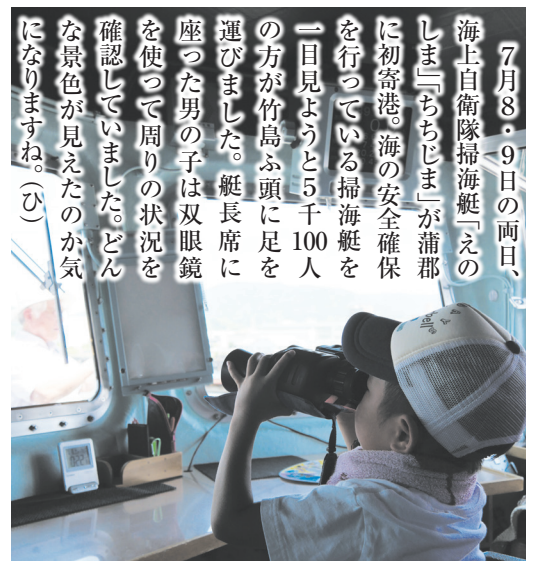 ７月８・９日の両日、
海上自衛隊掃海艇「えの
しま」「ちちじま」が蒲郡
に初寄港。海の安全確保
を行っている掃海艇を
一目見ようと５千100人
の方が竹島ふ頭に足を
運びました。艇長席に
座った男の子は双眼鏡
を使って周りの状況を
確認していました。どん
な景色が見えたのか気
になりますね。（ひ）